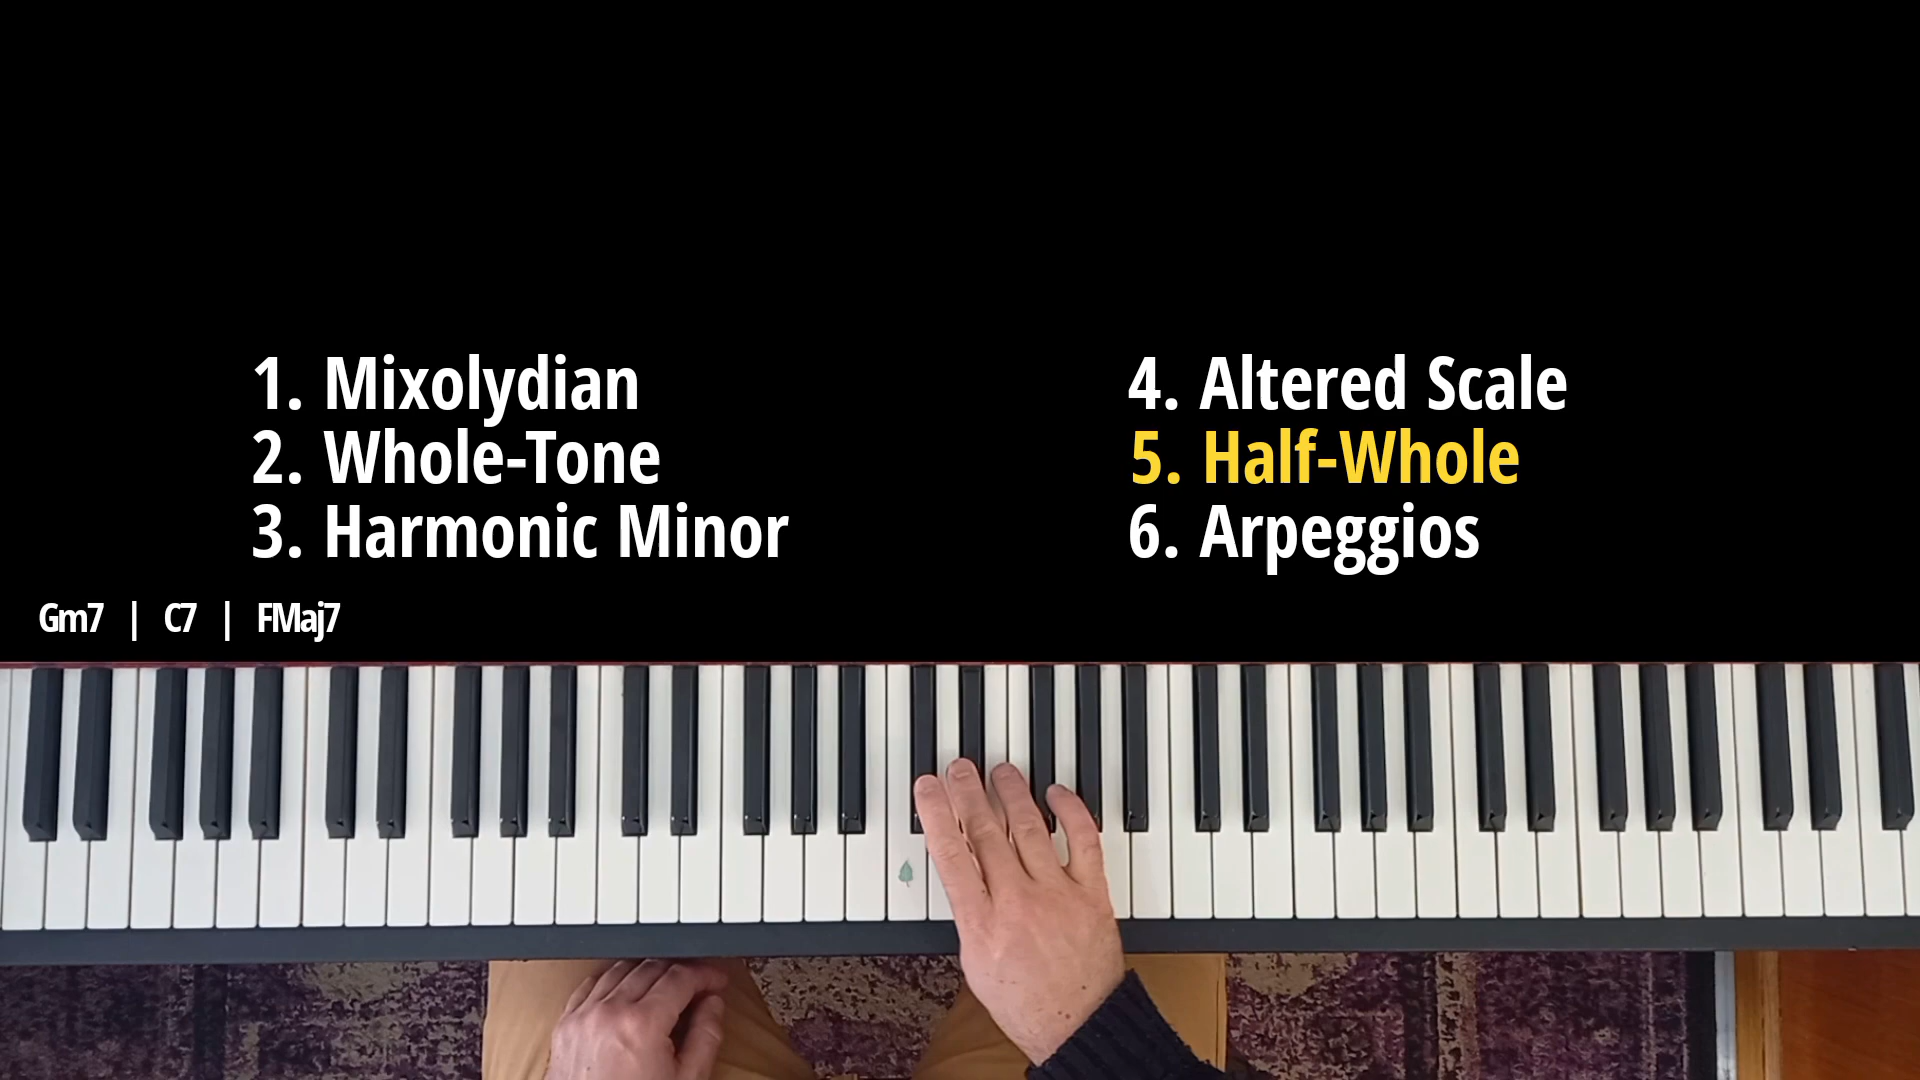 1. Mixolydian
2. Whole-Tone
3. Harmonic Minor
4. Altered Scale
5. Half-Whole
6. Arpeggios
Gm7 | C7 | FMaj7